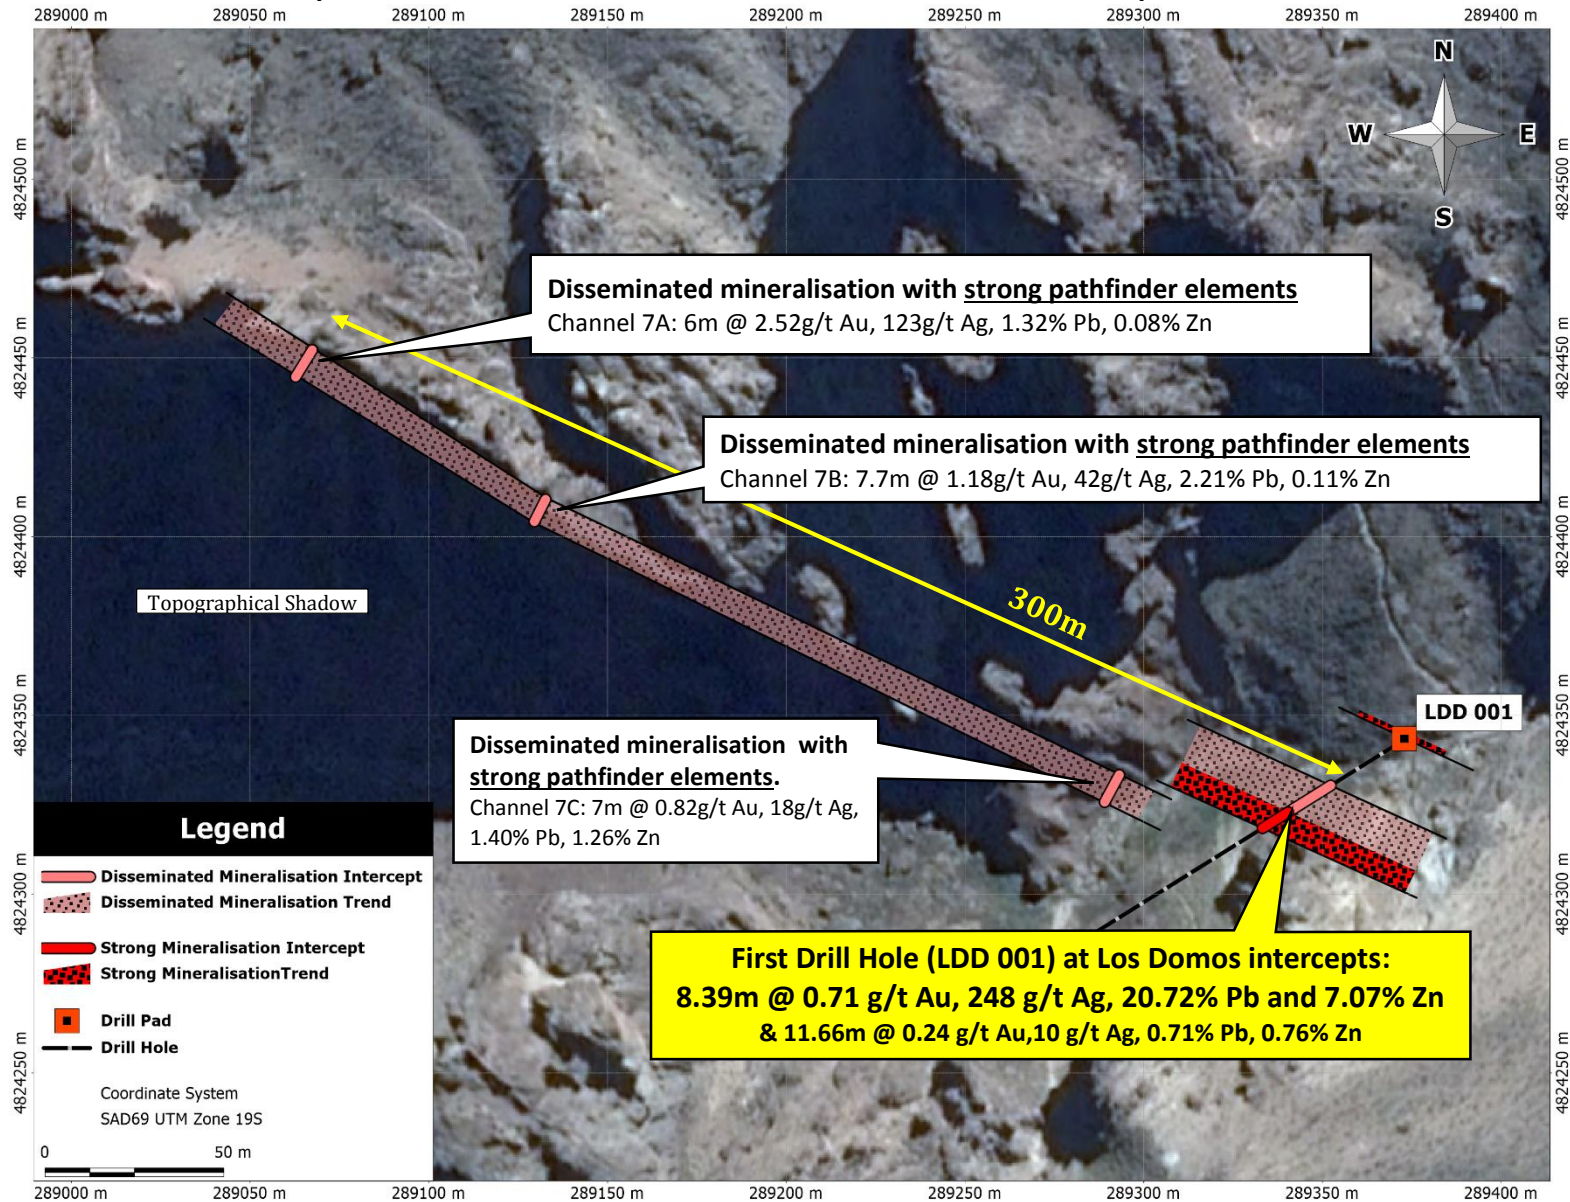 289000 m 289050 m 289100 m 289150 m 289200 m 289250 m 289300 m 289350 m 289400 m
N
W E
S
4824500 m 4824500 m
Disseminated mineralisation with strong pathfinder elements
Channel 7A: 6m @ 2.52g/t Au, 123g/t Ag, 1.32% Pb, 0.08% Zn
4824450 m 4824450 m
Disseminated mineralisation with strong pathfinder elements
Channel 7B: 7.7m @ 1.18g/t Au, 42g/t Ag, 2.21% Pb, 0.11% Zn
4824400 m 4824400 m
Topographical Shadow
300m
4824350 m 4824350 m
LDD 001
Disseminated mineralisation with
strong pathfinder elements.
Channel 7C: 7m @ 0.82g/t Au, 18g/t Ag,
1.40% Pb, 1.26% Zn
4824300 m 4824300 m
First Drill Hole (LDD 001) at Los Domos intercepts:
8.39m @ 0.71 g/t Au, 248 g/t Ag, 20.72% Pb and 7.07% Zn
& 11.66m @ 0.24 g/t Au,10 g/t Ag, 0.71% Pb, 0.76% Zn
4824250 m 4824250 m
Legend
Disseminated Mineralisation Intercept
Disseminated Mineralisation Trend
Strong Mineralisation Intercept
Strong MineralisationTrend
Drill Pad
Drill Hole
Coordinate System
SAD69 UTM Zone 19S
0 50 m
289000 m 289050 m 289100 m 289150 m 289200 m 289250 m 289300 m 289350 m 289400 m